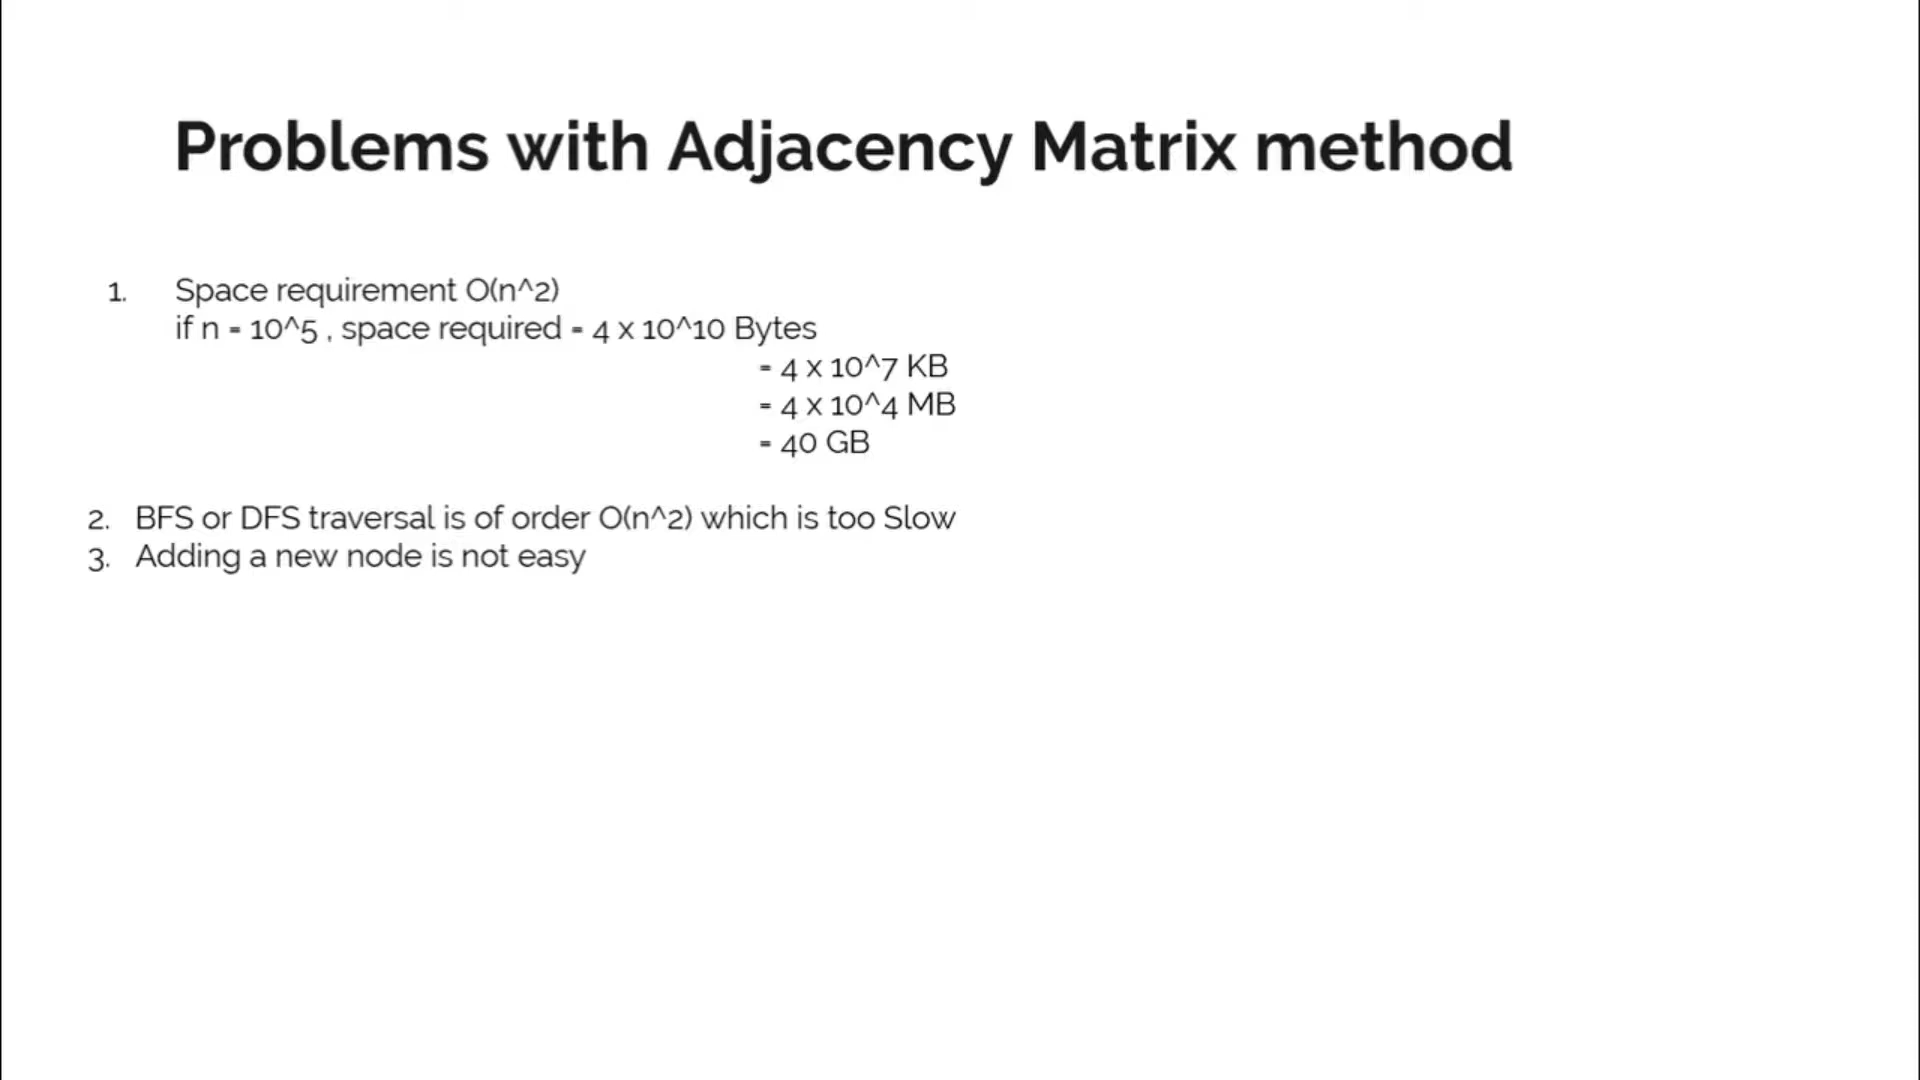 Problems with Adjacency Matrix method
1. Space requirement O(n^2)
if n = 10^5 , space required = 4 x 10^10 Bytes
= 4 x 10^7 KB
= 4 x 10^4 MB
= 40 GB
2. BFS or DFS traversal is of order O(n^2) which is too Slow
3. Adding a new node is not easy